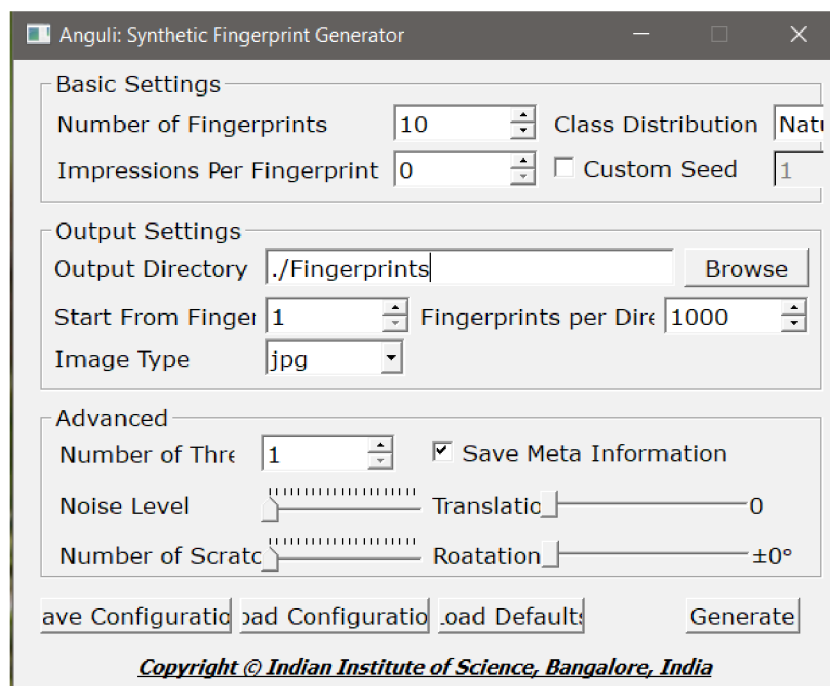 Anguli: Synthetic Fingerprint Generator
Basic Settings
Number of Fingerprints 10 Class Distribution Natu
Impressions Per Fingerprint 0 Custom Seed 1
Output Settings
Output Directory ./Fingerprints Browse
Start From Finger 1 Fingerprints per Dire 1000
Image Type jpg
Advanced
Number of Thre 1 Save Meta Information
Noise Level Translatio 0
Number of Scratc Roatation ±0°
ave Configuratio oad Configuratio oad Defaults Generate
Copyright © Indian Institute of Science, Bangalore, India